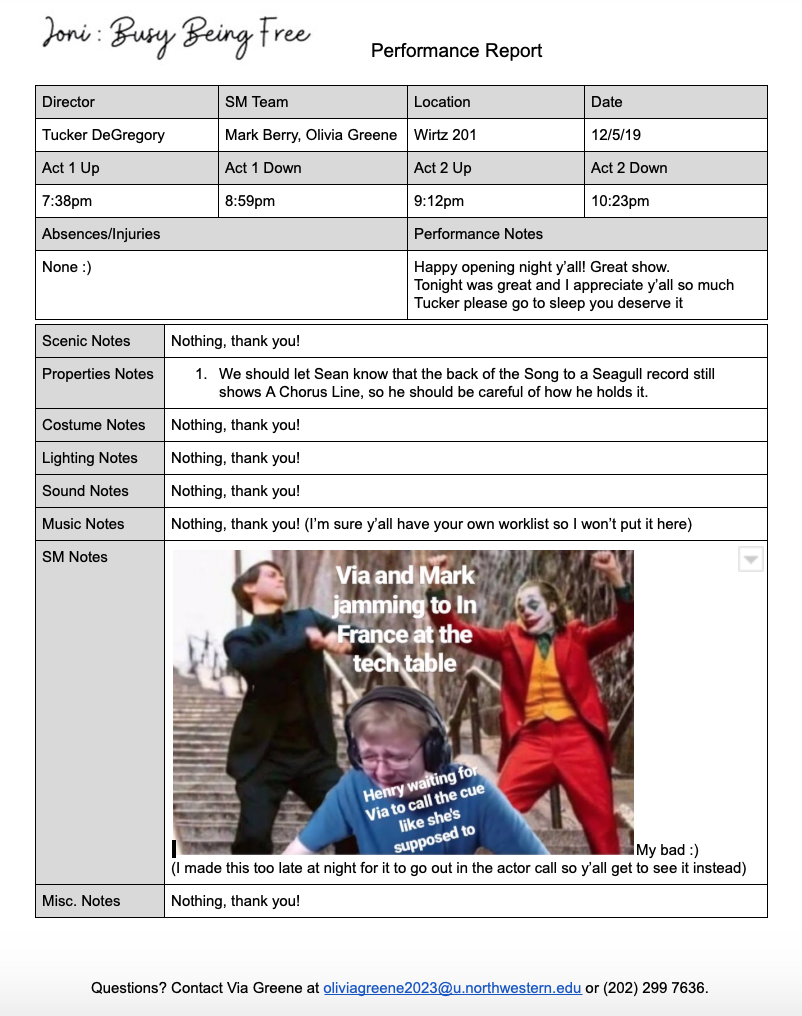 Joni : Busy Being Free
Performance Report
Director
SM Team
Location
Date
Tucker DeGregory
Mark Berry, Olivia Greene
Wirtz 201
12/5/19
Act 1 Up
Act 1 Down
Act 2 Up
Act 2 Down
7:38pm
8:59pm
9:12pm
10:23pm
Absences/Injuries
Performance Notes
None :)
Happy opening night y'all! Great show.
Tonight was great and I appreciate y'all so much
Tucker please go to sleep you deserve it
Scenic Notes
Nothing, thank you!
Properties Notes
1. We should let Sean know that the back of the Song to a Seagull record still
shows A Chorus Line, so he should be careful of how he holds it.
Costume Notes
Nothing, thank you!
Lighting Notes
Nothing, thank you!
Sound Notes
Nothing, thank you!
Music Notes
Nothing, thank you! (I'm sure y'all have your own worklist so I won't put it here)
SM Notes
Via and Mark
jamming to In
France at the
tech table
Henry waiting for
Via to call the cue
like she's
supposed to
My bad :)
(I made this too late at night for it to go out in the actor call so y'all get to see it instead)
Misc. Notes
Nothing, thank you!
Questions? Contact Via Greene at oliviagreene2023@u.northwestern.edu or (202) 299 7636.